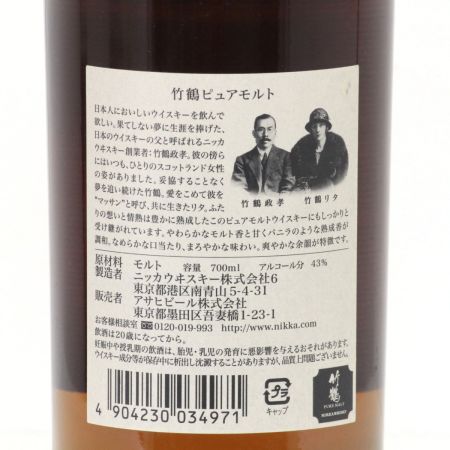 竹鶴ピュアモルト
日本人においしいウイスキーを飲んで
欲しい。果てしない夢に生涯を捧げた、
日本のウイスキーの父と呼ばれるニッカ
ウヰスキー創業者:竹鶴政孝。彼の傍ら
にはいつも、ひとりのスコットランド女性
の姿がありました。妥協することなく
夢を追い続けた竹鶴。愛をこめて彼を
“マッサン”と呼び、共に生きたリタ。ふた
りの想いと情熱は豊かに熟成したこのピュアモルトウイスキーにもしっかりと
受け継がれています。やわらかなモルト香と甘くバニラのような熟成香が
調和。なめらかな口当たり、まろやかな味わい。爽やかな余韻が特徴です。
竹鶴政孝 竹鶴リタ
原材料 モルト 容量 700ml アルコール分 43%
製造者 ニッカウヰスキー株式会社6
東京都港区南青山5-4-31
販売者 アサヒビール株式会社
東京都墨田区吾妻橋1-23-1
お客様相談室 0120-019-993 http://www.nikka.com/
飲酒は20歳になってから。
妊娠中や授乳期の飲酒は、胎児・乳児の発育に悪影響を与えるおそれがあります。
ウイスキー成分等が保存中に析出し沈澱することがありますが、品質上問題ございません。
4 904230 034971
プラ
キャップ
竹鶴
PURE MALT
NIKKA WHISKY